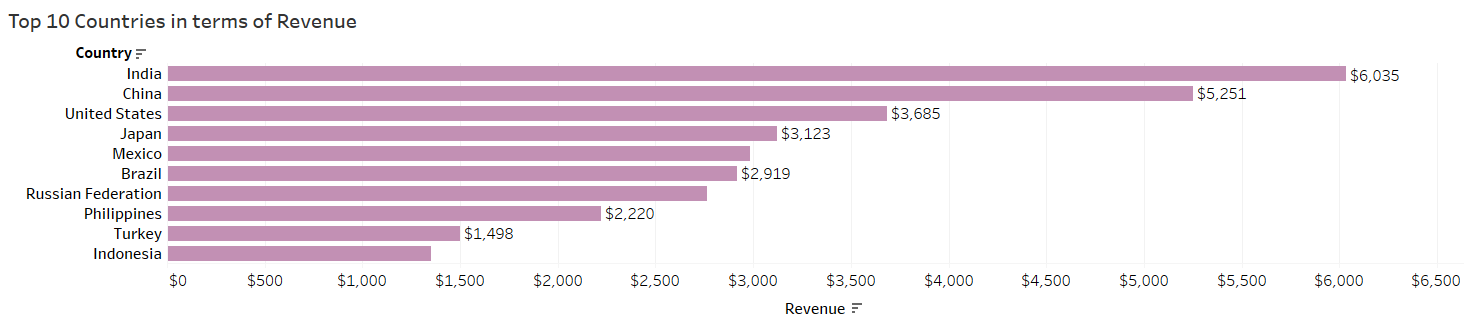 Top 10 Countries in terms of Revenue
Country
India $6,035
China $5,251
United States $3,685
Japan $3,123
Mexico
Brazil $2,919
Russian Federation
Philippines $2,220
Turkey $1,498
Indonesia
$0 $500 $1,000 $1,500 $2,000 $2,500 $3,000 $3,500 $4,000 $4,500 $5,000 $5,500 $6,000 $6,500
Revenue